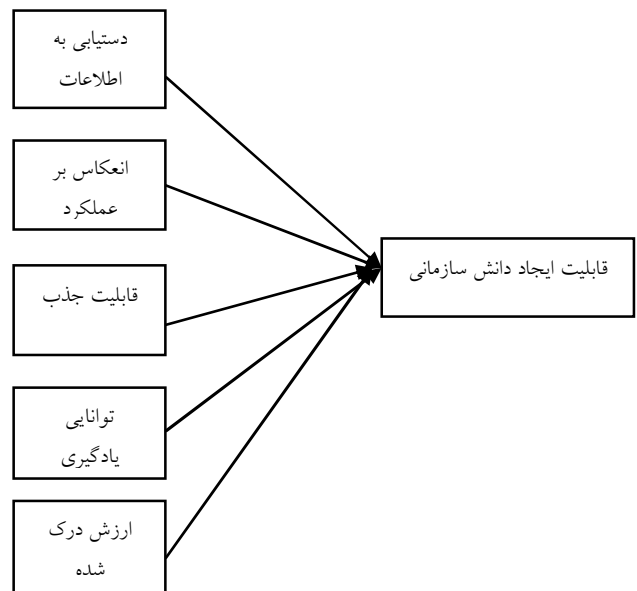 دستیابی به
اطلاعات
انعکاس بر
عملکرد
قابلیت ایجاد دانش سازمانی
قابلیت جذب
توانایی
یادگیری
ارزش درک
شده